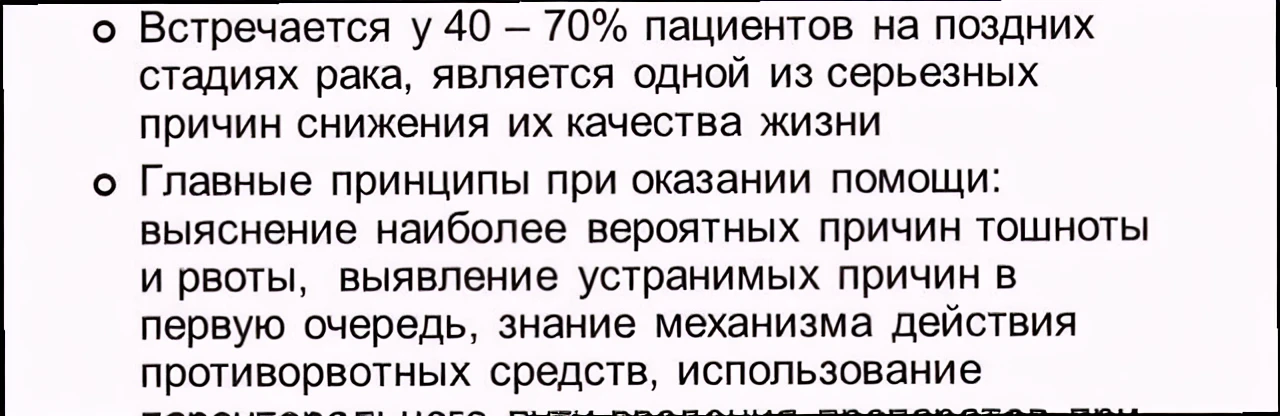 o Встречается у 40 – 70% пациентов на поздних
стадиях рака, является одной из серьезных
причин снижения их качества жизни
o Главные принципы при оказании помощи:
выяснение наиболее вероятных причин тошноты
и рвоты, выявление устранимых причин в
первую очередь, знание механизма действия
противорвотных средств, использование